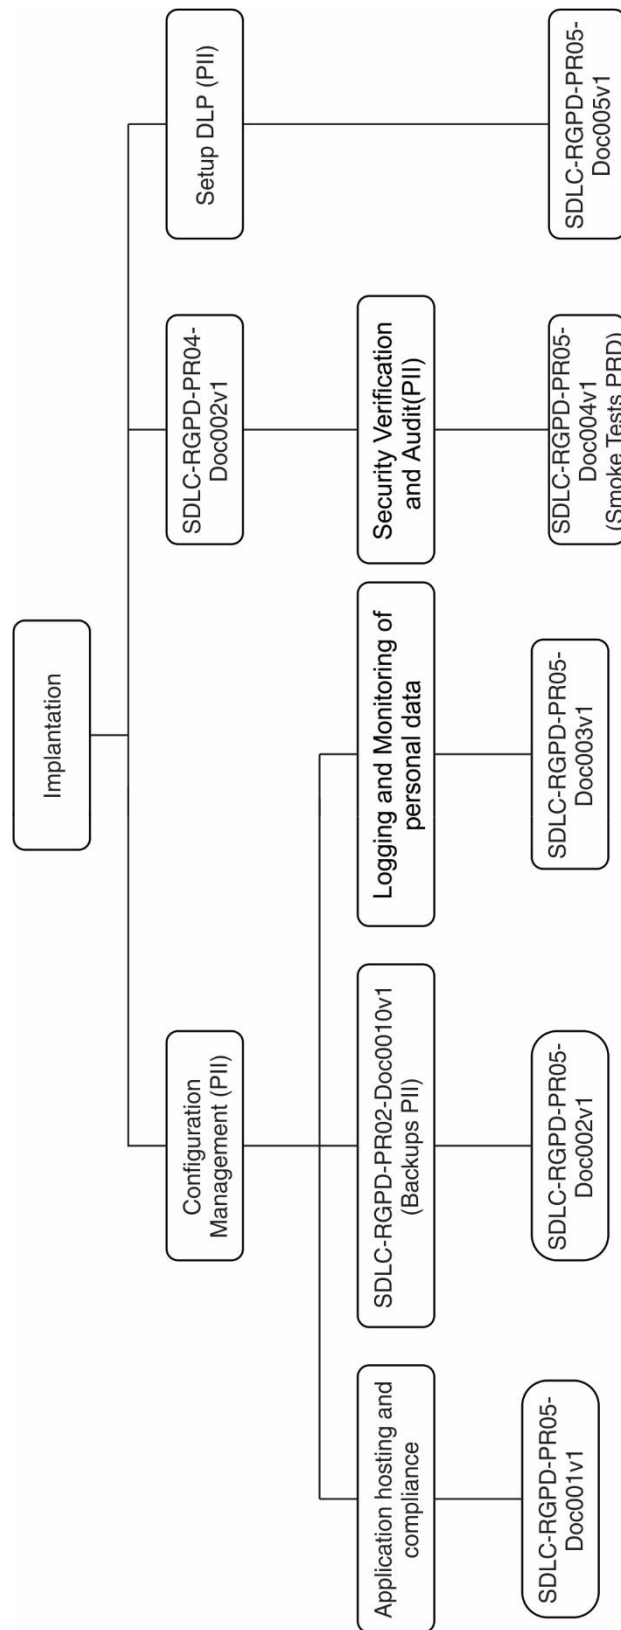 Implantation
Configuration
Management (PII)
SDLC-RGPD-PR04-
Doc002v1
Setup DLP (PII)
Application hosting and
compliance
SDLC-RGPD-PR02-Doc0010v1
(Backups PII)
Logging and Monitoring of
personal data
Security Verification
and Audit(PII)
SDLC-RGPD-PR05-
Doc001v1
SDLC-RGPD-PR05-
Doc002v1
SDLC-RGPD-PR05-
Doc003v1
SDLC-RGPD-PR05-
Doc004v1
(Smoke Tests PRD)
SDLC-RGPD-PR05-
Doc005v1